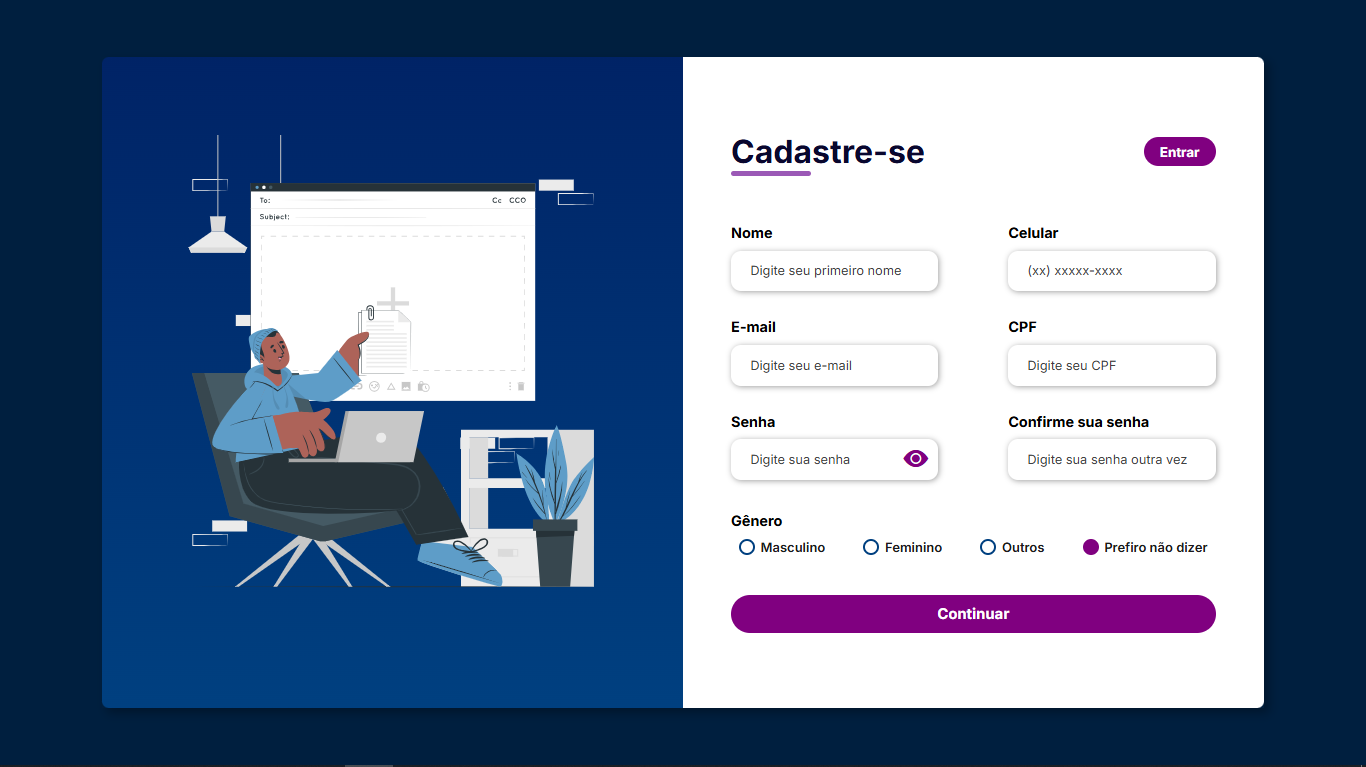 To:
Cc CCO
Subject:
Cadastre-se
Entrar
Nome
Celular
Digite seu primeiro nome
(xx) xxxxx-xxxx
E-mail
CPF
Digite seu e-mail
Digite seu CPF
Senha
Confirme sua senha
Digite sua senha
Digite sua senha outra vez
Gênero
Masculino
Feminino
Outros
Prefiro não dizer
Continuar